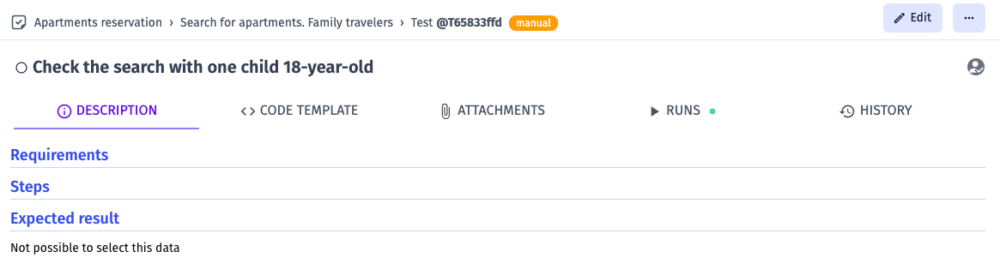 Apartments reservation › Search for apartments. Family travelers › Test @T65833ffd manual
Edit
Check the search with one child 18-year-old
DESCRIPTION
CODE TEMPLATE
ATTACHMENTS
RUNS
HISTORY
Requirements
Steps
Expected result
Not possible to select this data